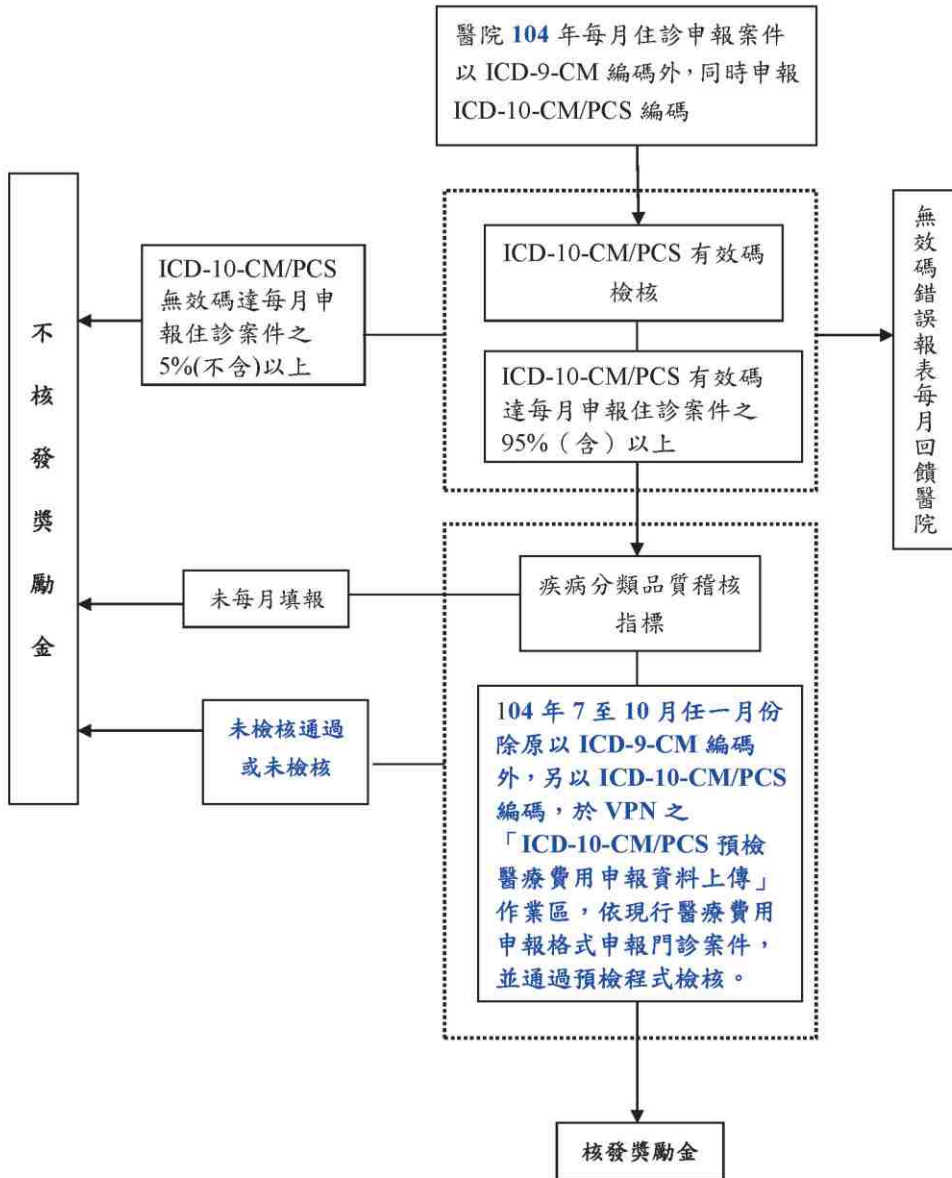 醫院 104 年每月住診申報案件
以 ICD-9-CM 編碼外，同時申報
ICD-10-CM/PCS 編碼
ICD-10-CM/PCS 有效碼
檢核
ICD-10-CM/PCS 有效碼
達每月申報住診案件之
95%（含）以上
ICD-10-CM/PCS
無效碼達每月申
報住診案件之
5%(不含)以上
不核發獎勵金
無效碼錯誤報表每月回饋醫院
疾病分類品質稽核
指標
未每月填報
104 年 7 至 10 月任一月份
除原以 ICD-9-CM 編碼
外，另以 ICD-10-CM/PCS
編碼，於 VPN 之
「ICD-10-CM/PCS 預檢
醫療費用申報資料上傳」
作業區，依現行醫療費用
申報格式申報門診案件，
並通過預檢程式檢核。
未檢核通過
或未檢核
核發獎勵金